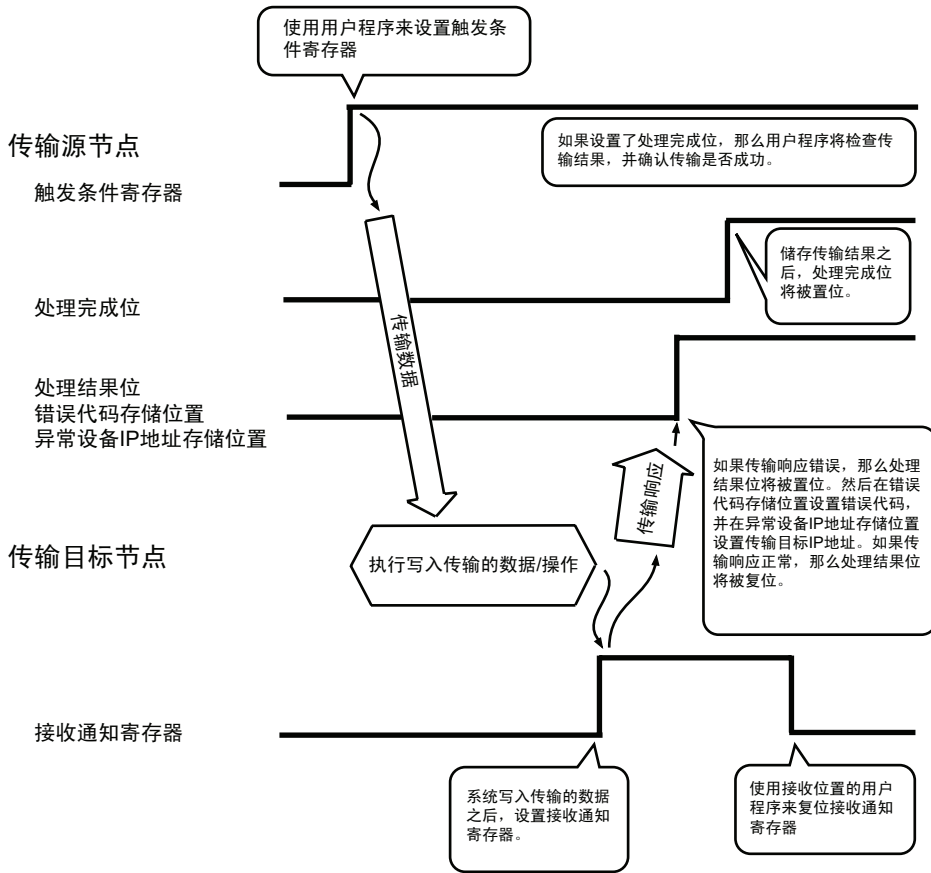 使用用户程序来设置触发条
件寄存器
传输源节点
如果设置了处理完成位，那么用户程序将检查传
输结果，并确认传输是否成功。
触发条件寄存器
储存传输结果之
后，处理完成位
将被置位。
处理完成位
传输数据
处理结果位
错误代码存储位置
异常设备IP地址存储位置
如果传输响应错误，那么处理
结果位将被置位。然后在错误
代码存储位置设置错误代码，
并在异常设备IP地址存储位置
设置传输目标IP地址。如果传
输响应正常，那么处理结果位
将被复位。
传输响应
传输目标节点
执行写入传输的数据/操作
接收通知寄存器
系统写入传输的数据
之后，设置接收通知
寄存器。
使用接收位置的用户
程序来复位接收通知
寄存器